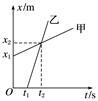 x/m
乙
甲
x₂
x₁
O
t₁
t₂
t/s